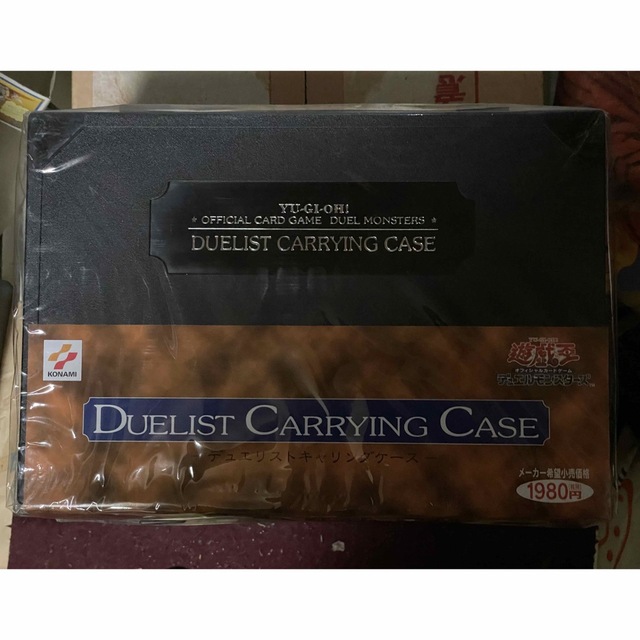 YU-GI-OH!
* OFFICIAL CARD GAME DUEL MONSTERS *
DUELIST CARRYING CASE
KONAMI
YU-GI-OH!
遊戯王
オフィシャルカードゲーム
デュエルモンスターズ
DUELIST CARRYING CASE
- デュエリストキャリングケース -
メーカー希望小売価格
1980円